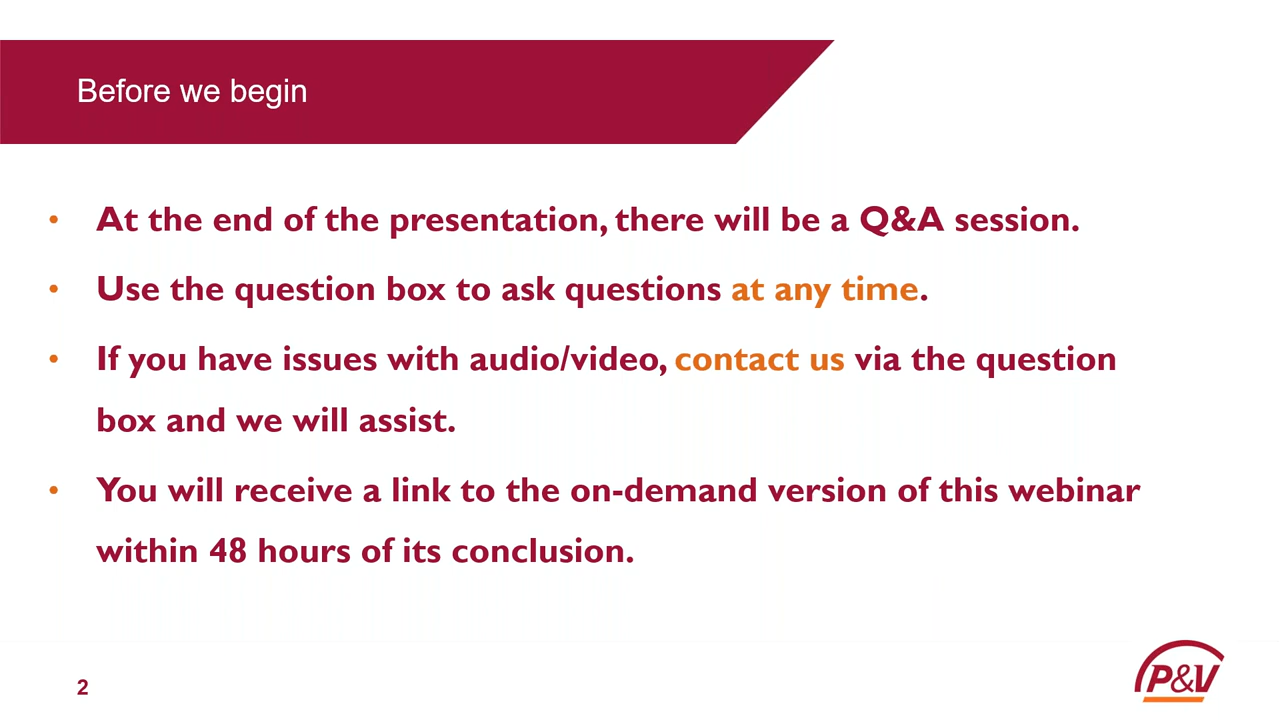 Before we begin
• At the end of the presentation, there will be a Q&A session.
• Use the question box to ask questions at any time.
• If you have issues with audio/video, contact us via the question
box and we will assist.
• You will receive a link to the on-demand version of this webinar
within 48 hours of its conclusion.
2
P&V